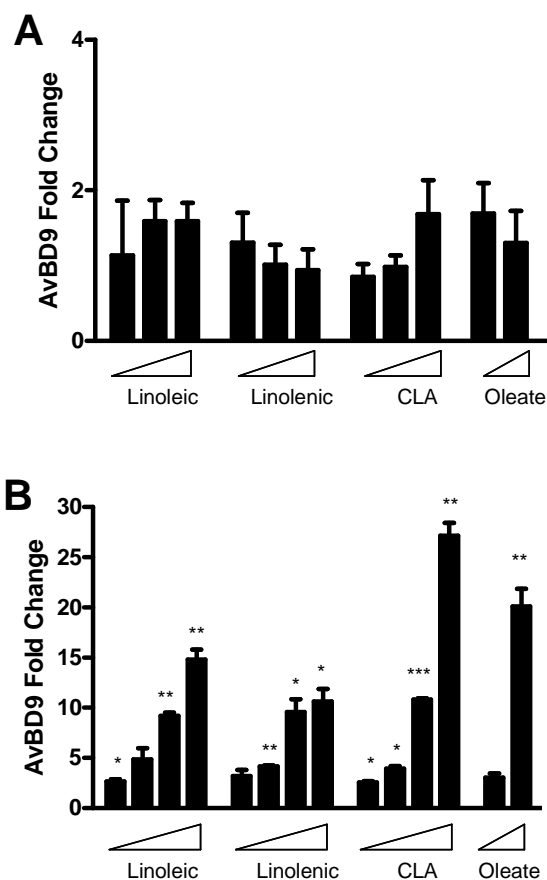 A
AvBD9 Fold Change
4
2
0
Linoleic Linolenic CLA Oleate
B
AvBD9 Fold Change
30
25
20
15
10
5
0
* ** ** ** * * * * *** ** **
Linoleic Linolenic CLA Oleate